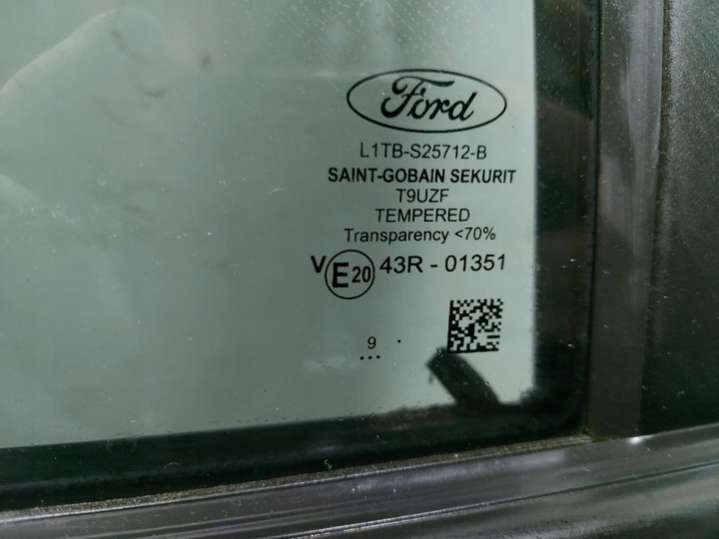 Ford
L1TB-S25712-B
SAINT-GOBAIN SEKURIT
T9UZF
TEMPERED
Transparency <70%
V E20 43R - 01351
9 .
...